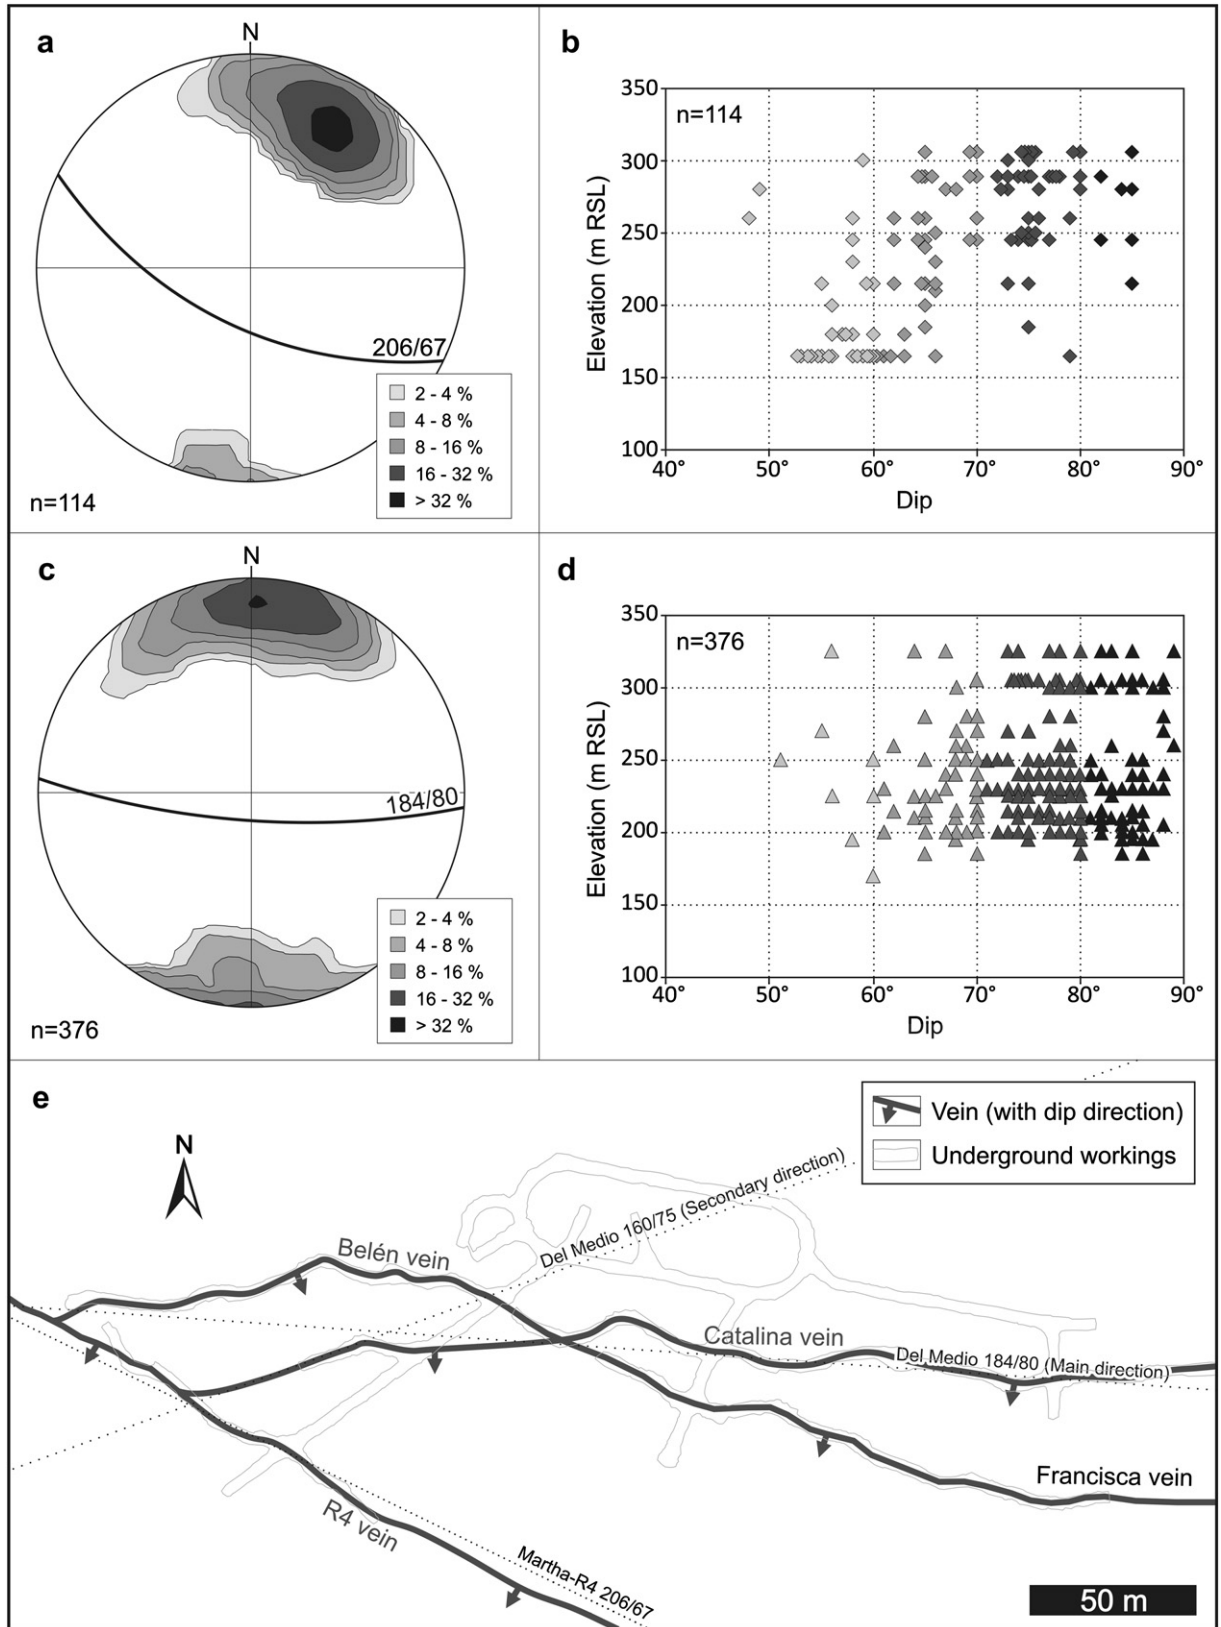 a
N
206/67
2 - 4 %
4 - 8 %
8 - 16 %
16 - 32 %
> 32 %
n=114
b
n=114
Elevation (m RSL)
350
300
250
200
150
100
40° 50° 60° 70° 80° 90°
Dip
c
N
184/80
2 - 4 %
4 - 8 %
8 - 16 %
16 - 32 %
> 32 %
n=376
d
n=376
Elevation (m RSL)
350
300
250
200
150
100
40° 50° 60° 70° 80° 90°
Dip
e
N
Vein (with dip direction)
Underground workings
Del Medio 160/75 (Secondary direction)
Belén vein
Catalina vein
Del Medio 184/80 (Main direction)
Francisca vein
R4 vein
Martha-R4 206/67
50 m